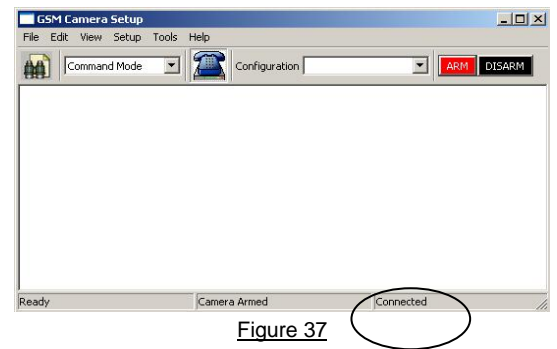 GSM Camera Setup
File Edit View Setup Tools Help
Command Mode Configuration ARM DISARM
Ready Camera Armed Connected
Figure 37